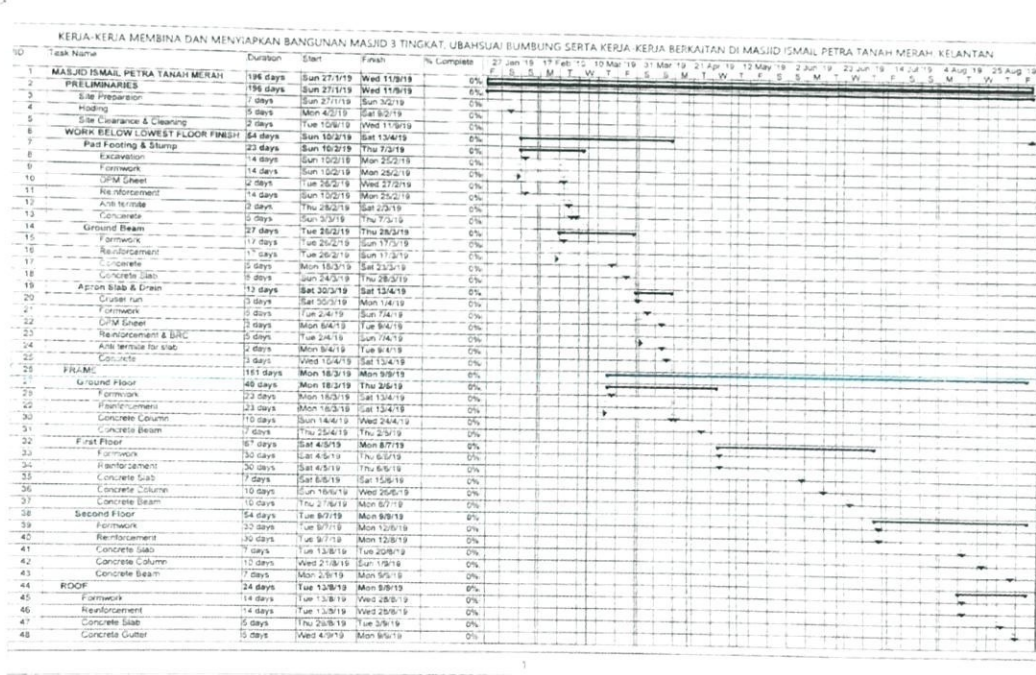 KERJA-KERJA MEMBINA DAN MENYIAPKAN BANGUNAN MASJID 3 TINGKAT, UBAHSUAI BUMBUNG SERTA KERJA-KERJA BERKAITAN DI MASJID ISMAIL PETRA TANAH MERAH, KELANTAN
Task Name Duration Start Finish % Complete 27 Jan '19 17 Feb '19 10 Mar '19 31 Mar '19 21 Apr '19 12 May '19 2 Jun '19 23 Jun '19 14 Jul '19 4 Aug '19 25 Aug '19
F S S M T W T F S S M T W T F S S M T W T F
1 MASJID ISMAIL PETRA TANAH MERAH 196 days Sun 27/1/19 Wed 11/9/19 0%
PRELIMINARIES 196 days Sun 27/1/19 Wed 11/9/19 0%
3 Site Preparation 7 days Sun 27/1/19 Sun 3/2/19 0%
4 Hoding 5 days Mon 4/2/19 Sat 9/2/19 0%
5 Site Clearance & Cleaning 2 days Tue 10/9/19 Wed 11/9/19 0%
6 WORK BELOW LOWEST FLOOR FINISH 54 days Sun 10/2/19 Sat 13/4/19 0%
7 Pad Footing & Stump 23 days Sun 10/2/19 Thu 7/3/19 0%
8 Excavation 14 days Sun 10/2/19 Mon 25/2/19 0%
9 Formwork 14 days Sun 10/2/19 Mon 25/2/19 0%
10 DPM Sheet 2 days Tue 26/2/19 Wed 27/2/19 0%
11 Reinforcement 14 days Sun 10/2/19 Mon 25/2/19 0%
12 Anti termite Thu 28/2/19 Sat 2/3/19 0%
13 5 days Sun 3/3/19 Thu 7/3/19 0%
14 Ground Beam 27 days Tue 26/2/19 Thu 28/3/19 0%
15 Formwork 17 days Tue 26/2/19 Sun 17/3/19 0%
16 Reinforcement 17 days Tue 26/2/19 Sun 17/3/19 0%
17 5 days Mon 18/3/19 Sat 23/3/19 0%
18 Concrete Slab 5 days Sun 24/3/19 Thu 28/3/19 0%
19 Apron Slab & Drain 13 days Sat 30/3/19 Sat 13/4/19 0%
20 Cruser run 3 days Sat 30/3/19 Mon 1/4/19 0%
21 Formwork 5 days Tue 2/4/19 Sun 7/4/19 0%
22 DPM Sheet 2 days Tue 9/4/19 0%
23 Reinforcement & BRC 5 days Tue 2/4/19 Sun 7/4/19 0%
24 Anti termite for slab 2 days Tue 9/4/19 0%
25 Concrete 3 days Wed 10/4/19 Sat 13/4/19 0%
26 FRAME 151 days Mon 18/3/19 Mon 9/9/19 0%
Ground Floor 40 days Mon 18/3/19 Thu 2/5/19 0%
Formwork 23 days Mon 18/3/19 Sat 13/4/19 0%
Reinforcement 23 days Mon 18/3/19 Sat 13/4/19 0%
30 Concrete Column 10 days Sun 14/4/19 Wed 24/4/19 0%
31 Concrete Beam 7 days Thu 25/4/19 Thu 2/5/19 0%
32 First Floor 57 days Sat 4/5/19 Mon 8/7/19 0%
33 Formwork 30 days Sat 4/5/19 Thu 6/6/19 0%
34 Reinforcement 30 days Sat 4/5/19 Thu 6/6/19 0%
35 Concrete Slab 7 days Sat 15/6/19 0%
36 Concrete Column 10 days Sun 16/6/19 Wed 26/6/19 0%
37 Concrete Beam 10 days Thu 27/6/19 Mon 8/7/19 0%
38 Second Floor 54 days Tue 9/7/19 Mon 9/9/19 0%
39 Formwork 30 days Tue 9/7/19 Mon 12/8/19 0%
40 Reinforcement 30 days Tue 9/7/19 Mon 12/8/19 0%
41 Concrete Slab 7 days Tue 13/8/19 Tue 20/8/19 0%
42 Concrete Column 10 days Wed 21/8/19 Sun 1/9/19 0%
43 Concrete Beam 7 days Mon 2/9/19 0%
44 ROOF 24 days Tue 13/8/19 Mon 9/9/19 0%
45 Formwork 14 days Tue 13/8/19 Wed 28/8/19 0%
46 Reinforcement 14 days Tue 13/8/19 Wed 28/8/19 0%
47 Concrete Slab 5 days Tue 3/9/19 0%
48 Concrete Gutter 5 days Wed 4/9/19 Mon 9/9/19 0%
1